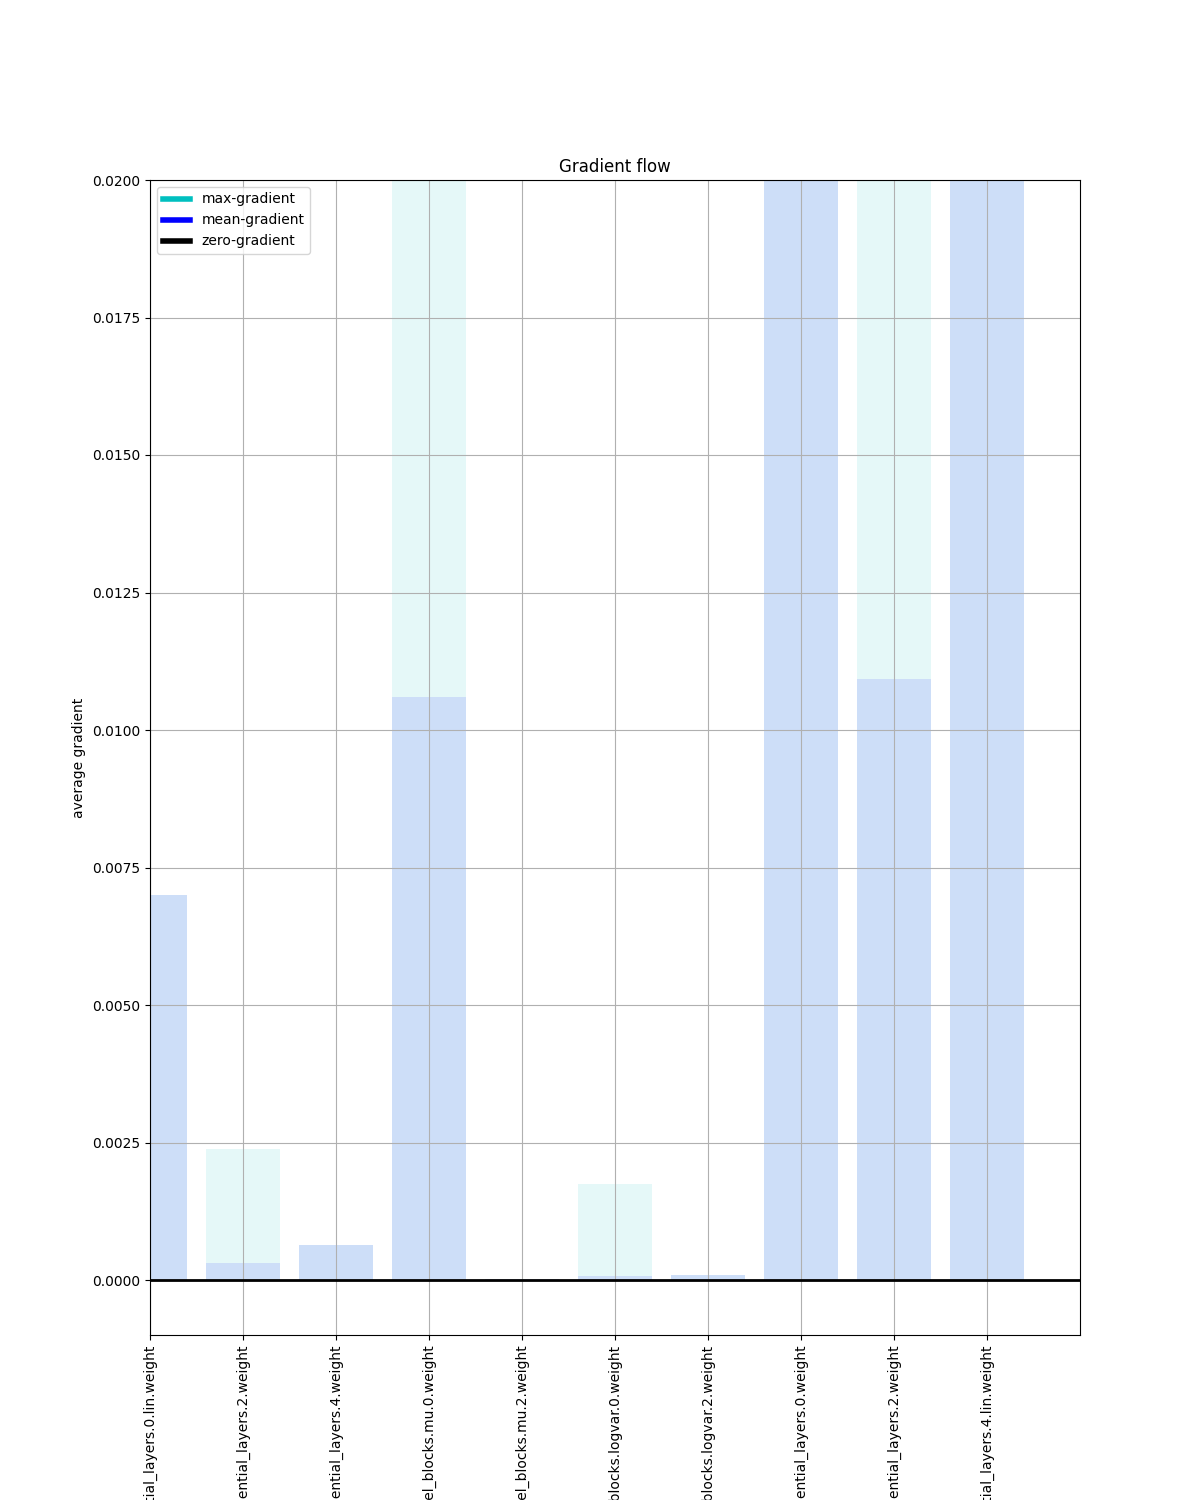 Gradient flow
max-gradient
mean-gradient
zero-gradient
0.0200
0.0175
0.0150
0.0125
0.0100
0.0075
0.0050
0.0025
0.0000
average gradient
tial_layers.0.lin.weight
ential_layers.2.weight
ential_layers.4.weight
el_blocks.mu.0.weight
el_blocks.mu.2.weight
blocks.logvar.0.weight
blocks.logvar.2.weight
ential_layers.0.weight
ential_layers.2.weight
tial_layers.4.lin.weight